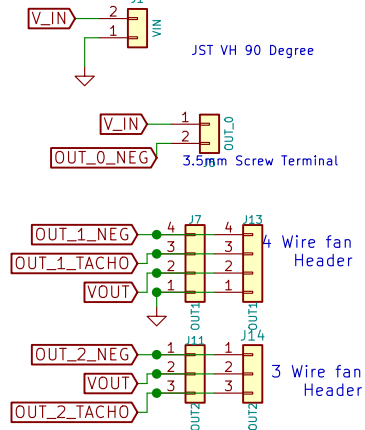 J1
V_IN
2
1
VIN
JST VH 90 Degree
V_IN
1
2
OUT_0
OUT_0_NEG
3.5mm Screw Terminal
J7
J13
OUT_1_NEG
4
4
4 Wire fan
Header
OUT_1_TACHO
3
3
2
2
VOUT
1
1
OUT1
OUT1
J11
J14
OUT_2_NEG
1
1
3 Wire fan
Header
VOUT
2
2
OUT_2_TACHO
3
3
OUT2
OUT2